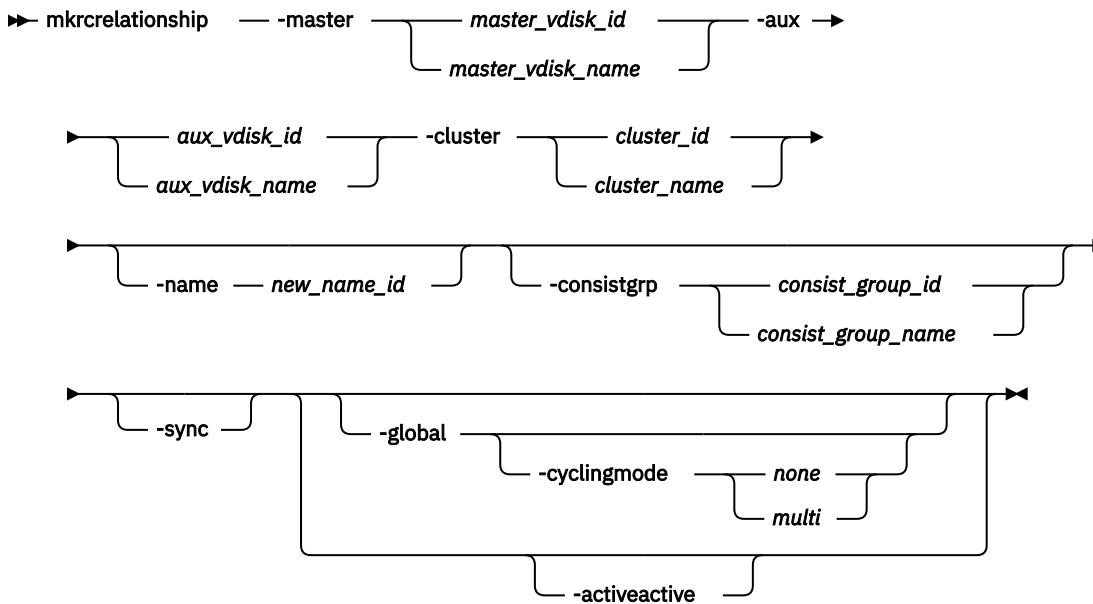 mkrcrelationship -master master_vdisk_id -aux
master_vdisk_name
aux_vdisk_id -cluster cluster_id
aux_vdisk_name cluster_name
-name new_name_id -consistgrp consist_group_id
consist_group_name
-sync -global
-cyclingmode none
multi
-activeactive